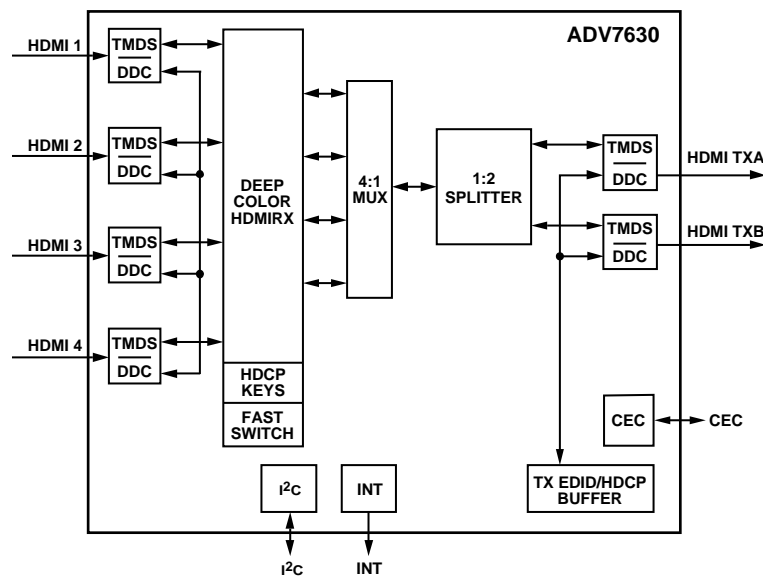 ADV7630
HDMI 1
TMDS
DDC
HDMI 2
TMDS
DDC
HDMI 3
TMDS
DDC
HDMI 4
TMDS
DDC
DEEP
COLOR
HDMIRX
HDCP
KEYS
FAST
SWITCH
4:1
MUX
1:2
SPLITTER
TMDS
DDC
HDMI TXA
TMDS
DDC
HDMI TXB
CEC
CEC
TX EDID/HDCP
BUFFER
I2C
INT
I2C
INT